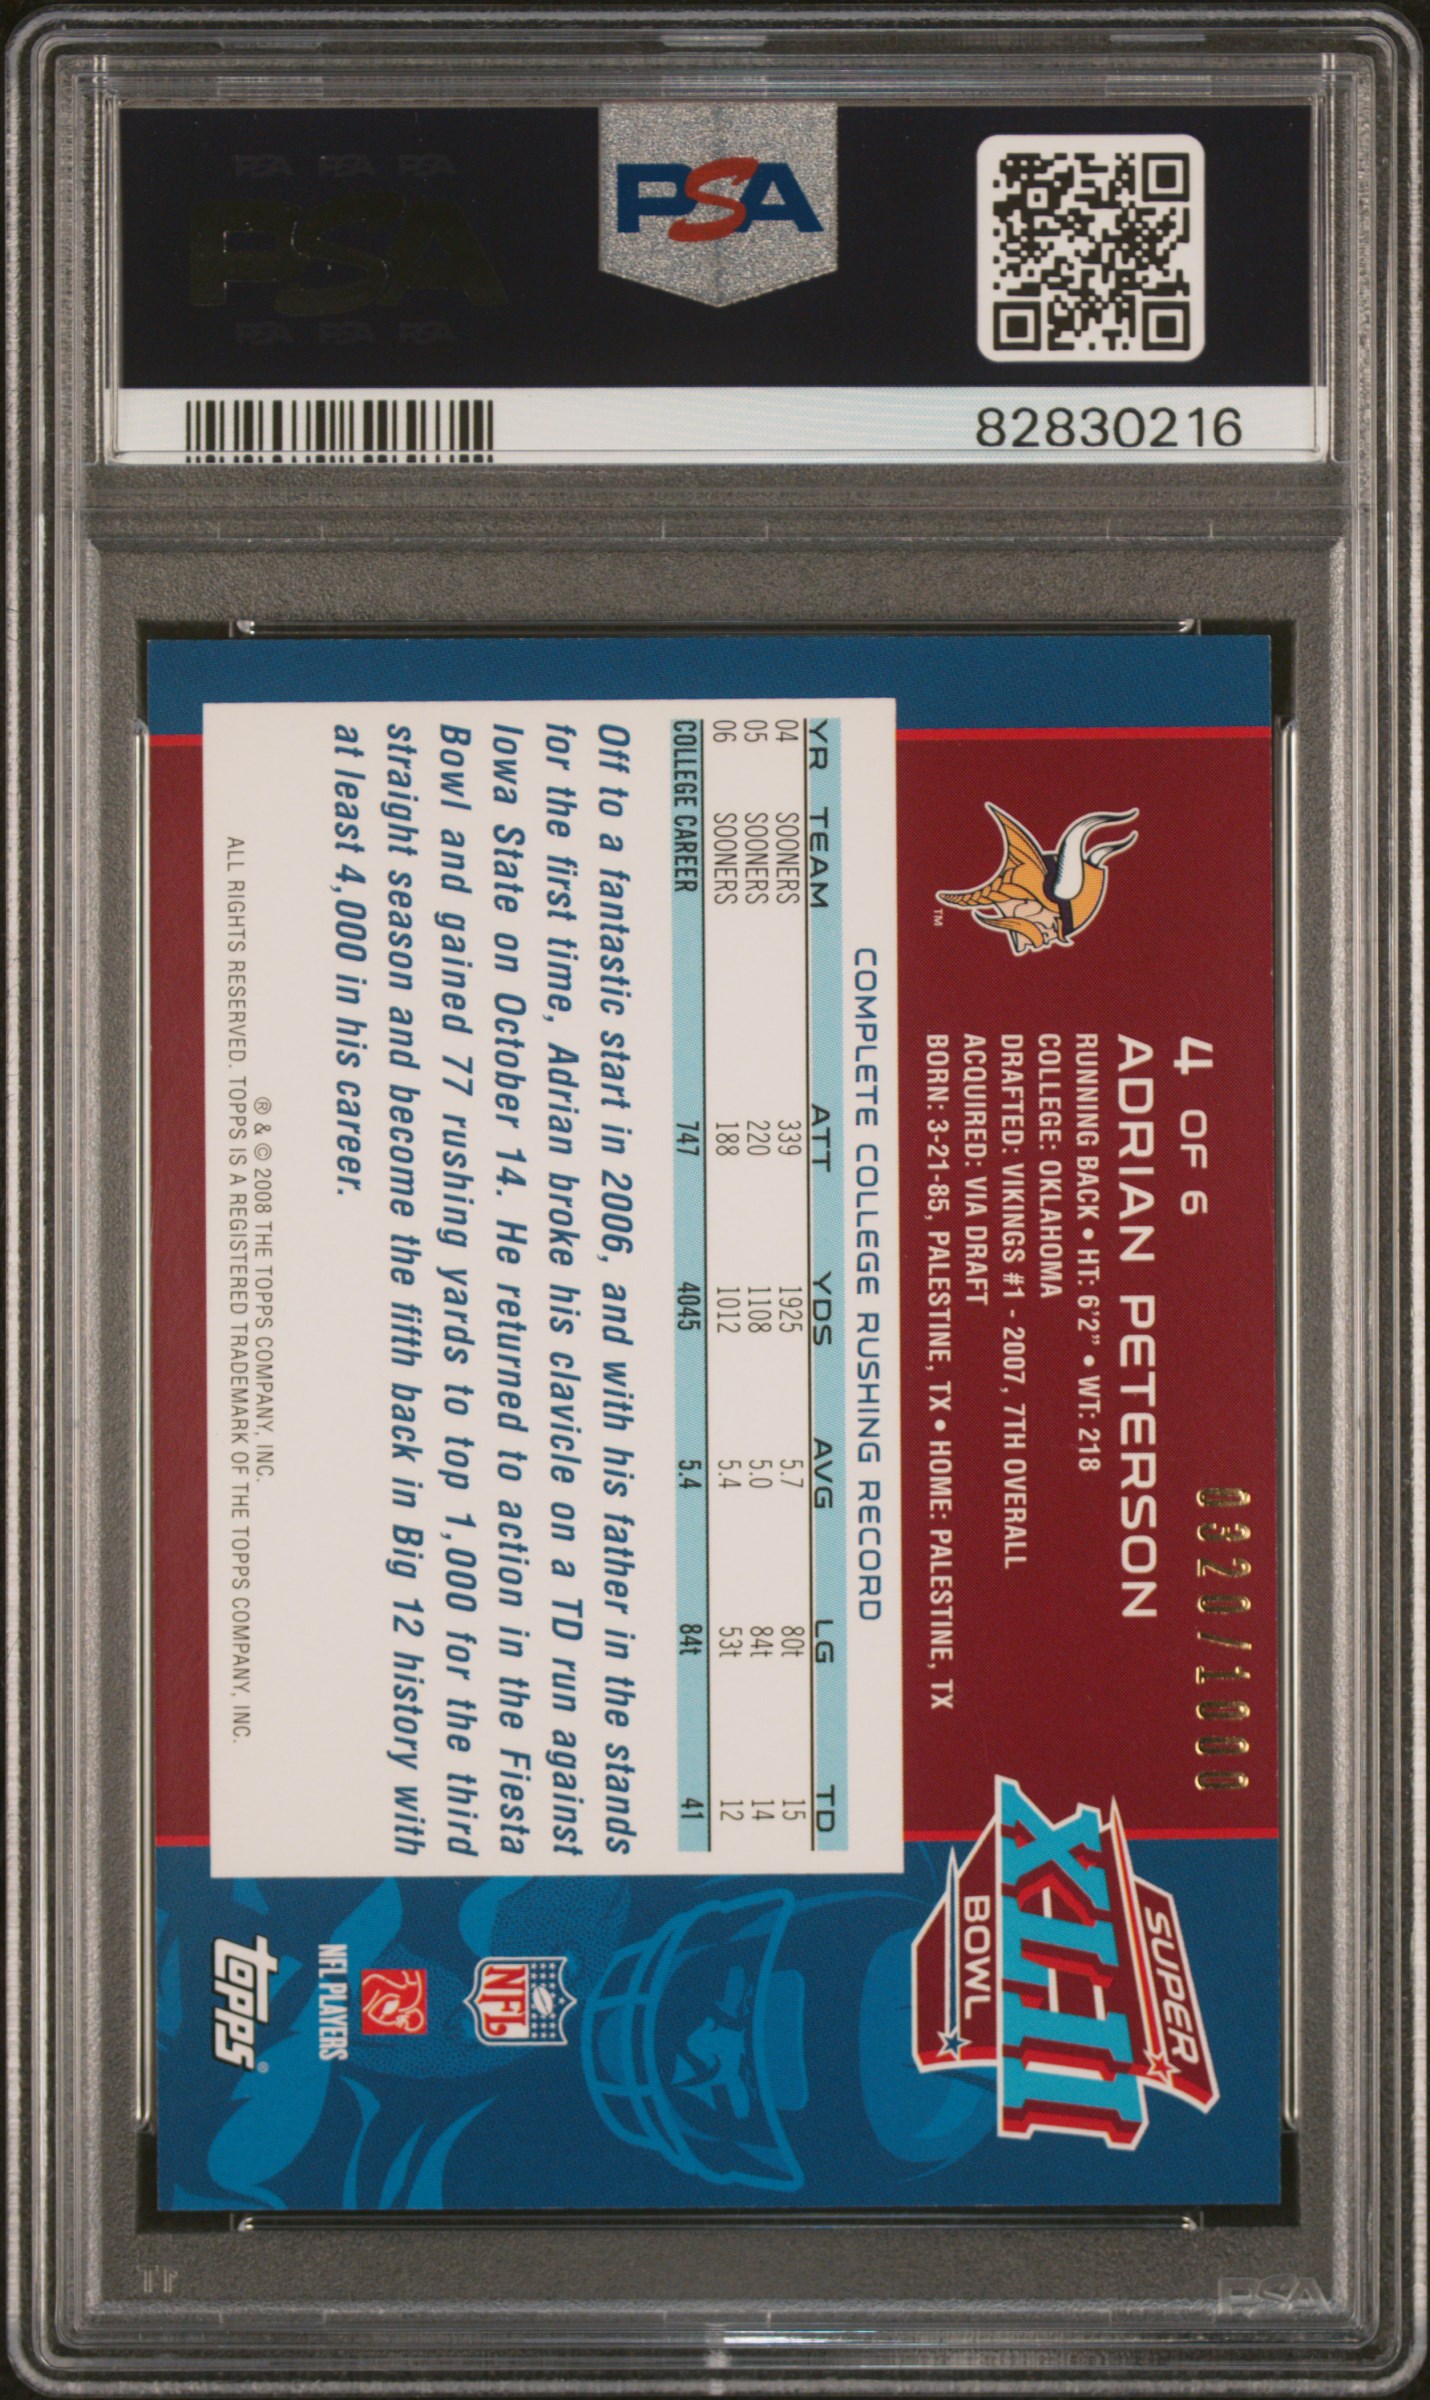 PSA PSA PSA
PSA
PSA PSA PSA
PSA
82830216
4 OF 6
0320/1000
ADRIAN PETERSON
RUNNING BACK • HT: 6'2" • WT: 218
COLLEGE: OKLAHOMA
DRAFTED: VIKINGS #1 - 2007, 7TH OVERALL
ACQUIRED: VIA DRAFT
BORN: 3-21-85, PALESTINE, TX • HOME: PALESTINE, TX
TM
SUPER
XLII
BOWL
COMPLETE COLLEGE RUSHING RECORD
YR TEAM ATT YDS AVG LG TD
04 SOONERS 339 1925 5.7 80t 15
05 SOONERS 220 1108 5.0 84t 14
06 SOONERS 188 1012 5.4 53t 12
COLLEGE CAREER 747 4045 5.4 84t 41
Off to a fantastic start in 2006, and with his father in the stands
for the first time, Adrian broke his clavicle on a TD run against
Iowa State on October 14. He returned to action in the Fiesta
Bowl and gained 77 rushing yards to top 1,000 for the third
straight season and become the fifth back in Big 12 history with
at least 4,000 in his career.
® & © 2008 THE TOPPS COMPANY, INC.
ALL RIGHTS RESERVED. TOPPS IS A REGISTERED TRADEMARK OF THE TOPPS COMPANY, INC.
NFL
NFL PLAYERS
topps®
PSA